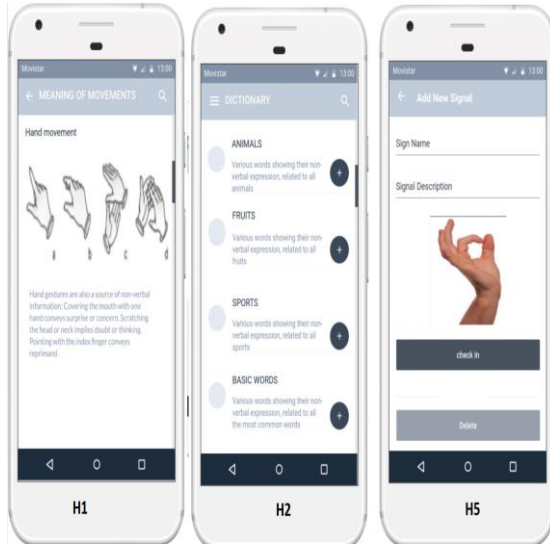 Movistar 13:00
MEANING OF MOVEMENTS
Hand movement
a b c d
Hand gestures are also a source of non-verbal
information: Covering the mouth with one
hand conveys surprise or concern. Scratching
the head or neck implies doubt or thinking.
Pointing with the index finger conveys
reprimand
H1
Movistar 13:00
DICTIONARY
ANIMALS
Various words showing their non-
verbal expression, related to all
animals
+
FRUITS
Various words showing their non-
verbal expression, related to all
fruits
+
SPORTS
Various words showing their non-
verbal expression, related to all
sports
+
BASIC WORDS
Various words showing their non-
verbal expression, related to all
the most common words
+
H2
Movistar 13:00
Add New Signal
Sign Name
Signal Description
check in
Delete
H5